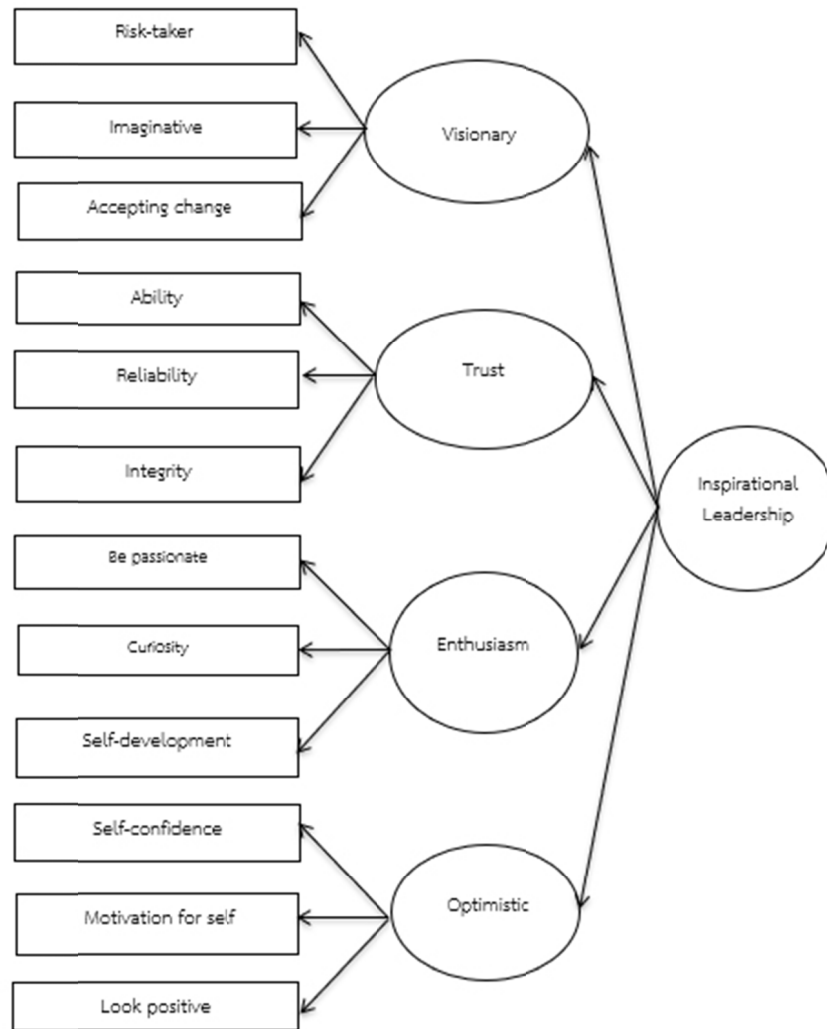 Risk-taker
Imaginative
Visionary
Accepting change
Ability
Reliability
Trust
Integrity
Inspirational
Leadership
Be passionate
Curiosity
Enthusiasm
Self-development
Self-confidence
Motivation for self
Optimistic
Look positive